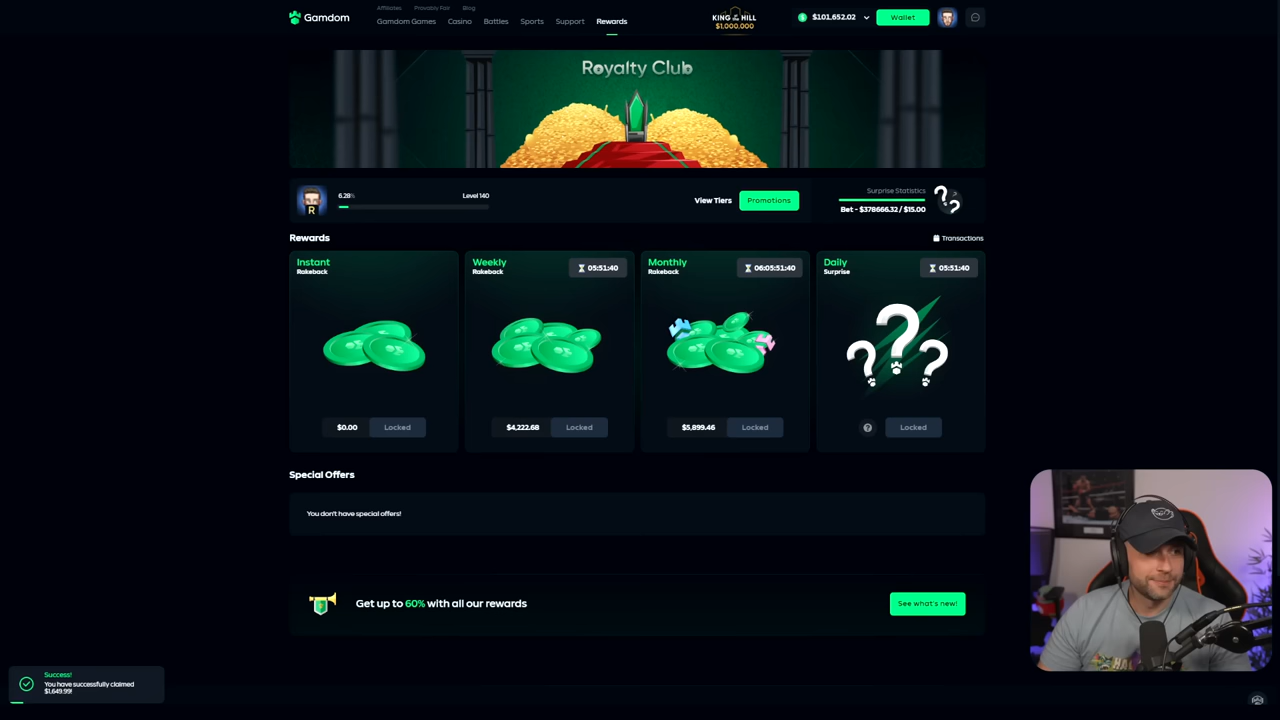 Affiliates Provably Fair Blog
Gamdom
Gamdom Games Casino Battles Sports Support Rewards
KING OF THE HILL
$1,000,000
$101,652.02
Wallet
Royalty Club
R
6.28%
Level 140
View Tiers
Promotions
Surprise Statistics
Bet - $378666.32 / $15.00
Rewards
Transactions
Instant
Rakeback
Weekly
Rakeback
05:51:40
Monthly
Rakeback
06:05:51:40
Daily
Surprise
05:51:40
$0.00 Locked
$4,222.68 Locked
$5,899.46 Locked
? Locked
Special Offers
You don't have special offers!
Get up to 60% with all our rewards
See what's new!
Success!
You have successfully claimed
$1,649.99!